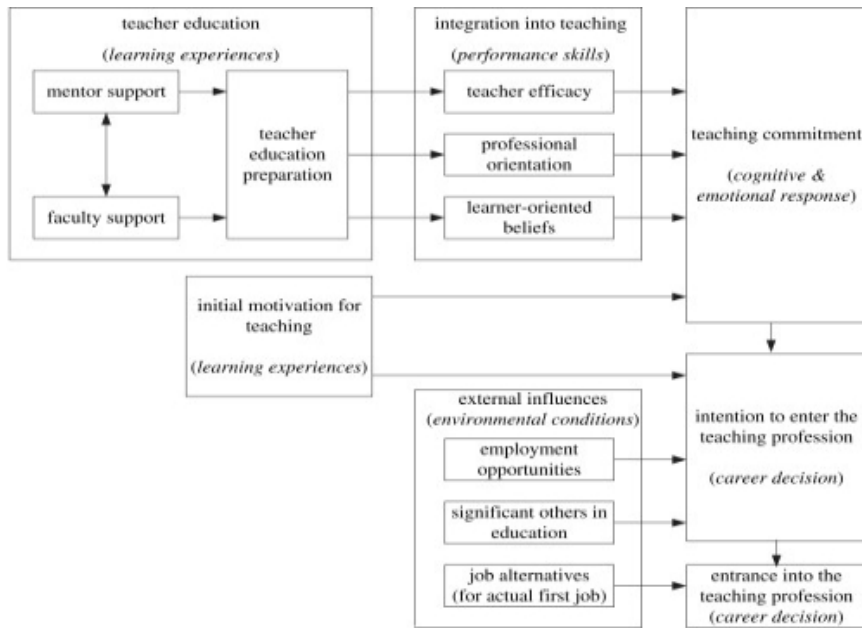 teacher education
(learning experiences)
mentor support
faculty support
teacher
education
preparation
integration into teaching
(performance skills)
teacher efficacy
professional
orientation
learner-oriented
beliefs
teaching commitment
(cognitive &
emotional response)
initial motivation for
teaching
(learning experiences)
external influences
(environmental conditions)
employment
opportunities
significant others in
education
job alternatives
(for actual first job)
intention to enter the
teaching profession
(career decision)
entrance into the
teaching profession
(career decision)